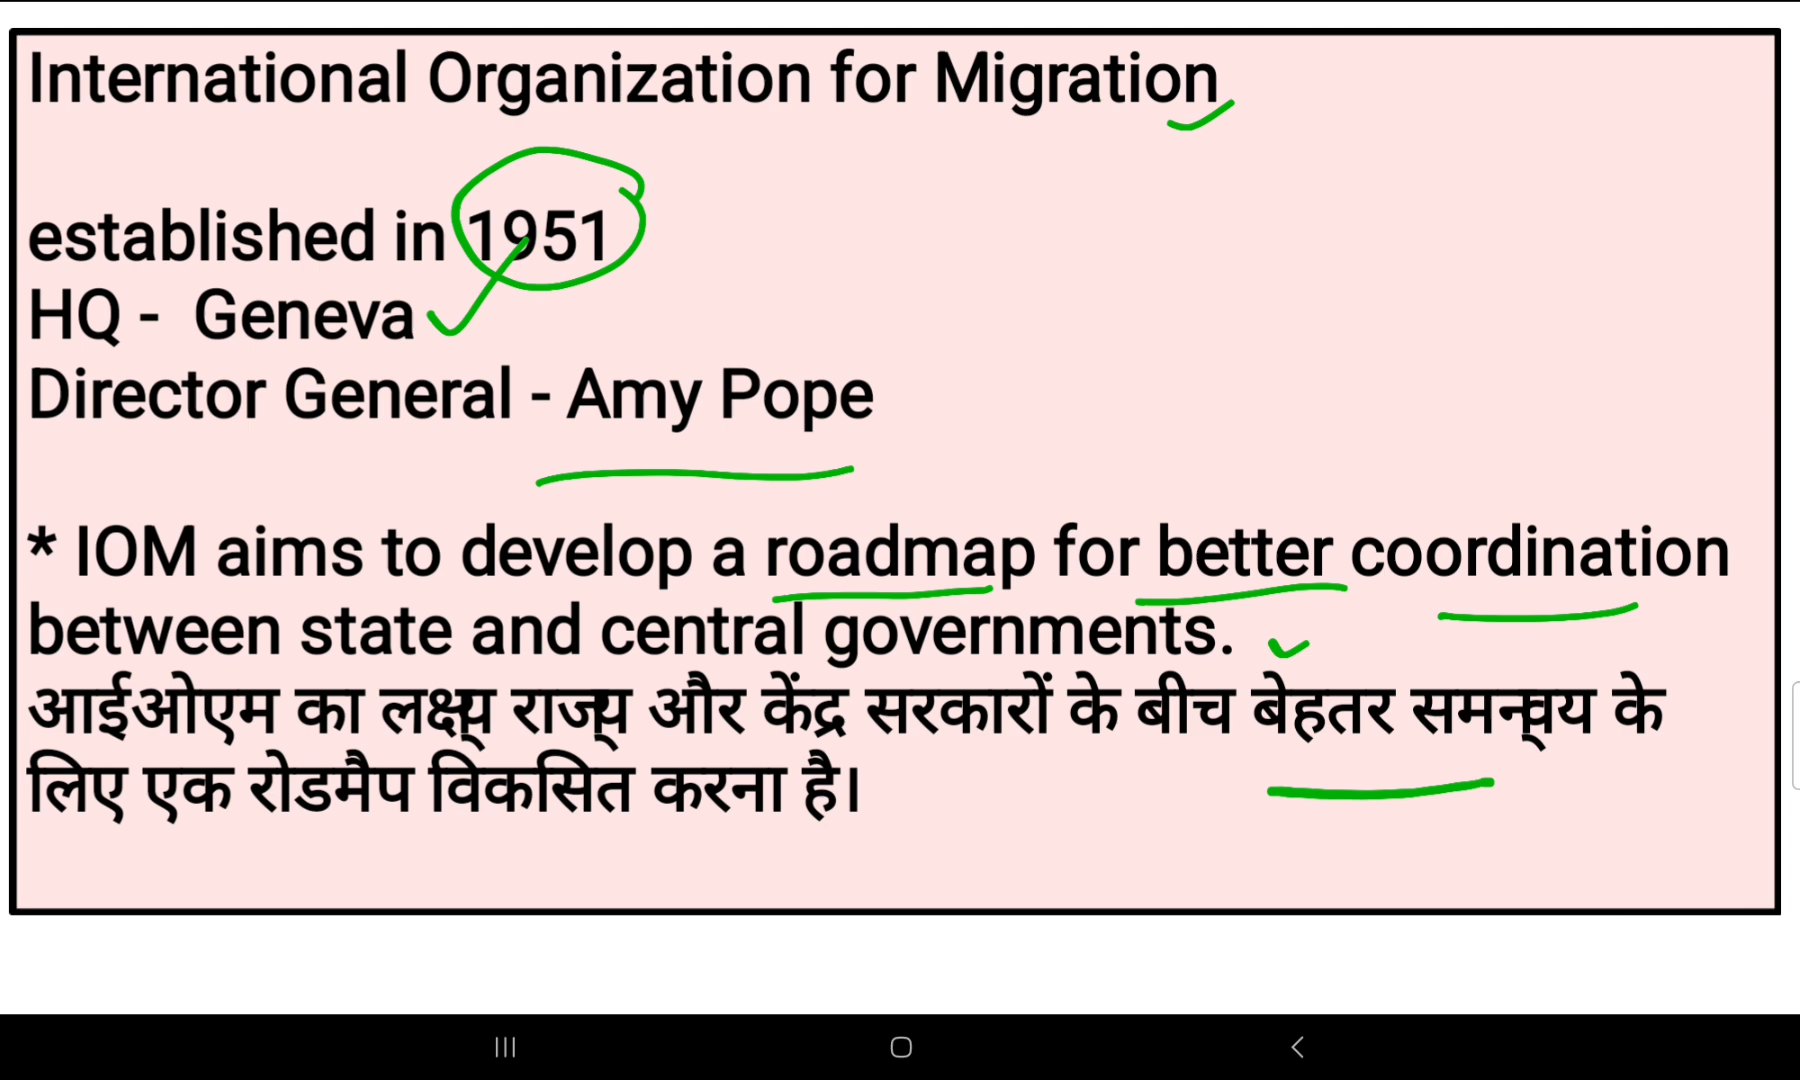 International Organization for Migration
established in 1951
HQ - Geneva
Director General - Amy Pope
* IOM aims to develop a roadmap for better coordination
between state and central governments.
आईओएम का लक्ष्य राज्य और केंद्र सरकारों के बीच बेहतर समन्वय के
लिए एक रोडमैप विकसित करना है।